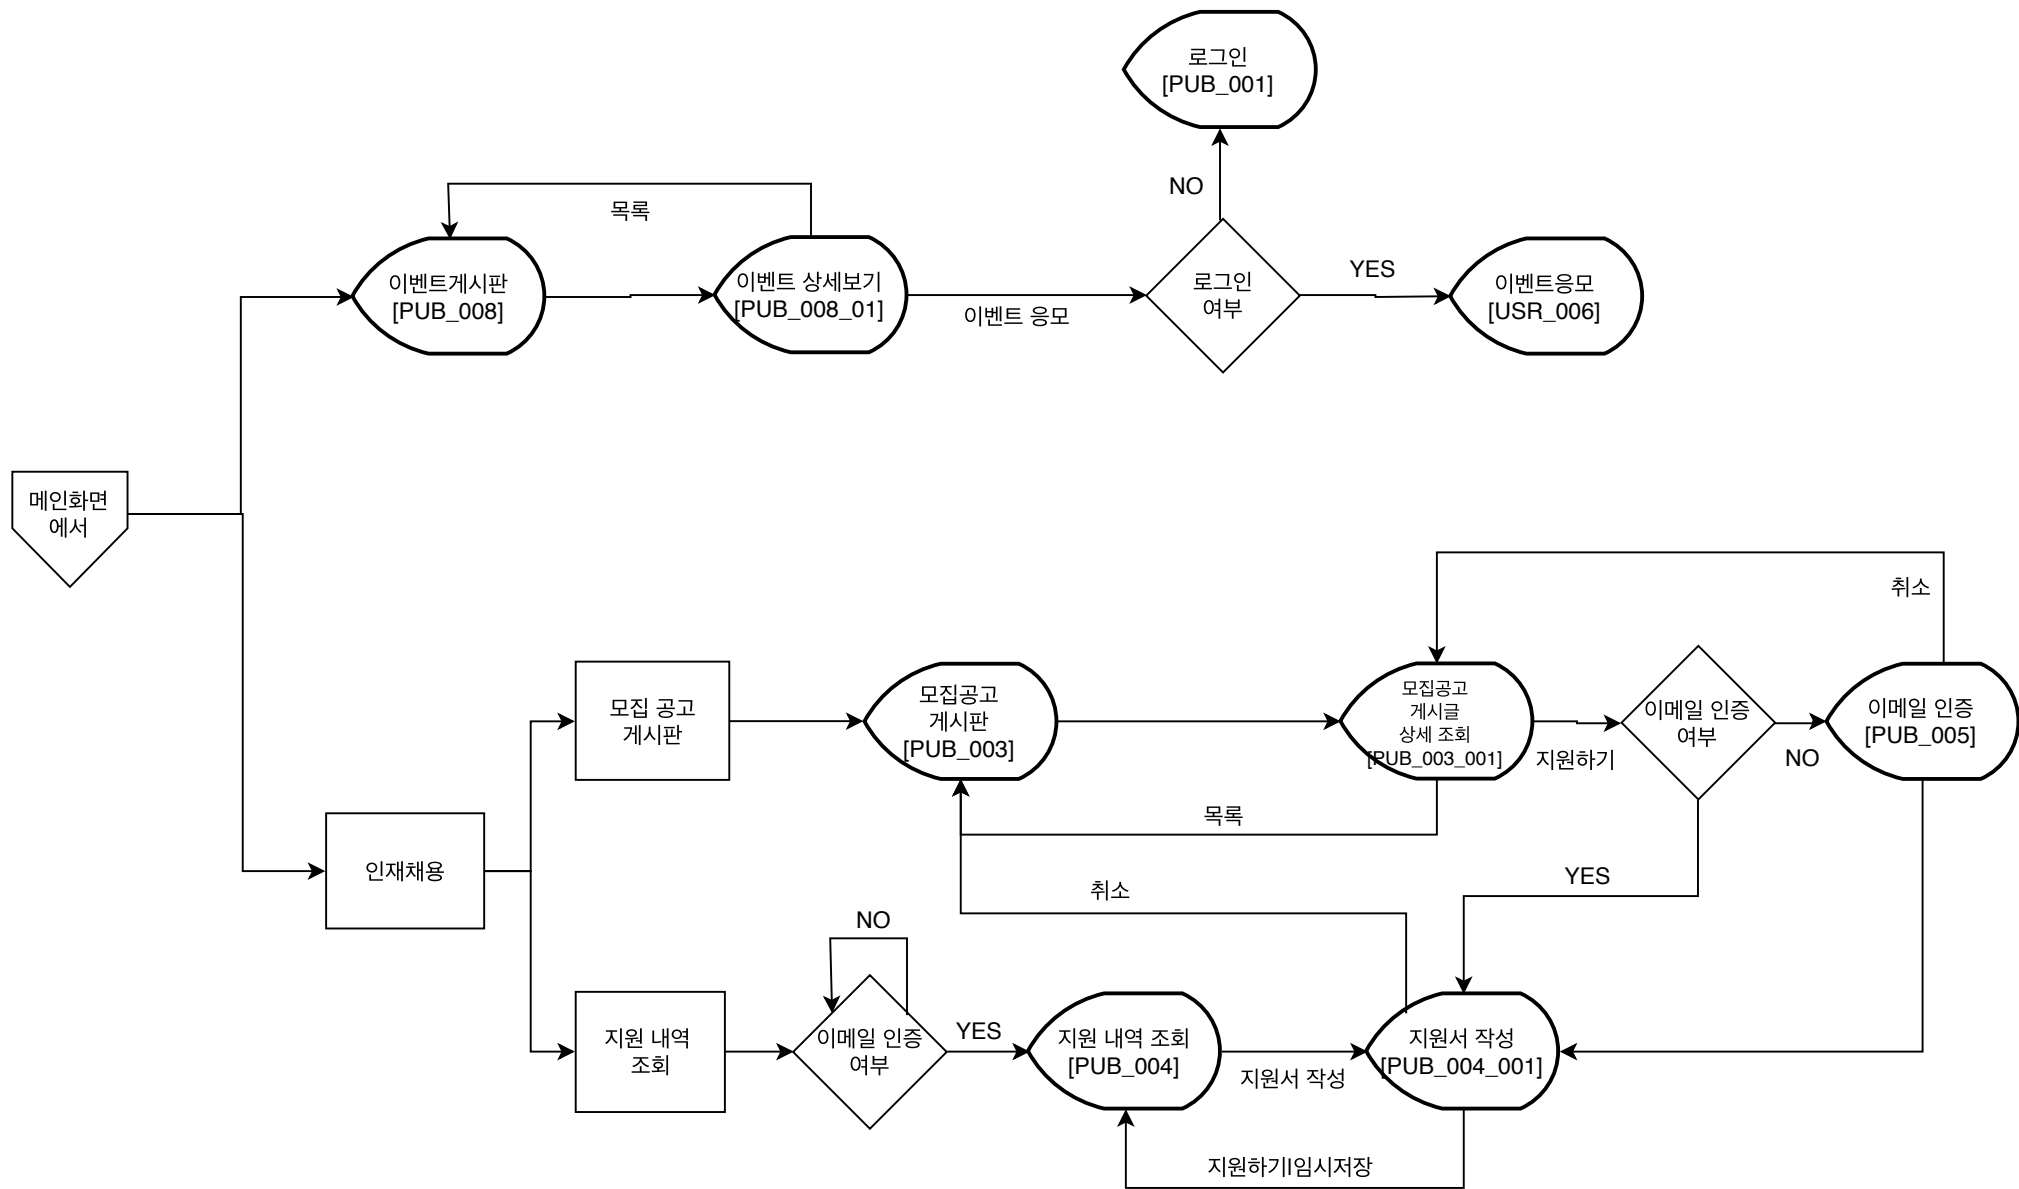 로그인
[PUB_001]
NO
목록
이벤트게시판
[PUB_008]
이벤트 상세보기
[PUB_008_01]
이벤트 응모
로그인
여부
YES
이벤트응모
[USR_006]
메인화면
에서
취소
모집 공고
게시판
모집공고
게시판
[PUB_003]
모집공고
게시글
상세 조회
[PUB_003_001]
지원하기
이메일 인증
여부
NO
이메일 인증
[PUB_005]
목록
인재채용
YES
취소
NO
지원 내역
조회
이메일 인증
여부
YES
지원 내역 조회
[PUB_004]
지원서 작성
지원서 작성
[PUB_004_001]
지원하기|임시저장